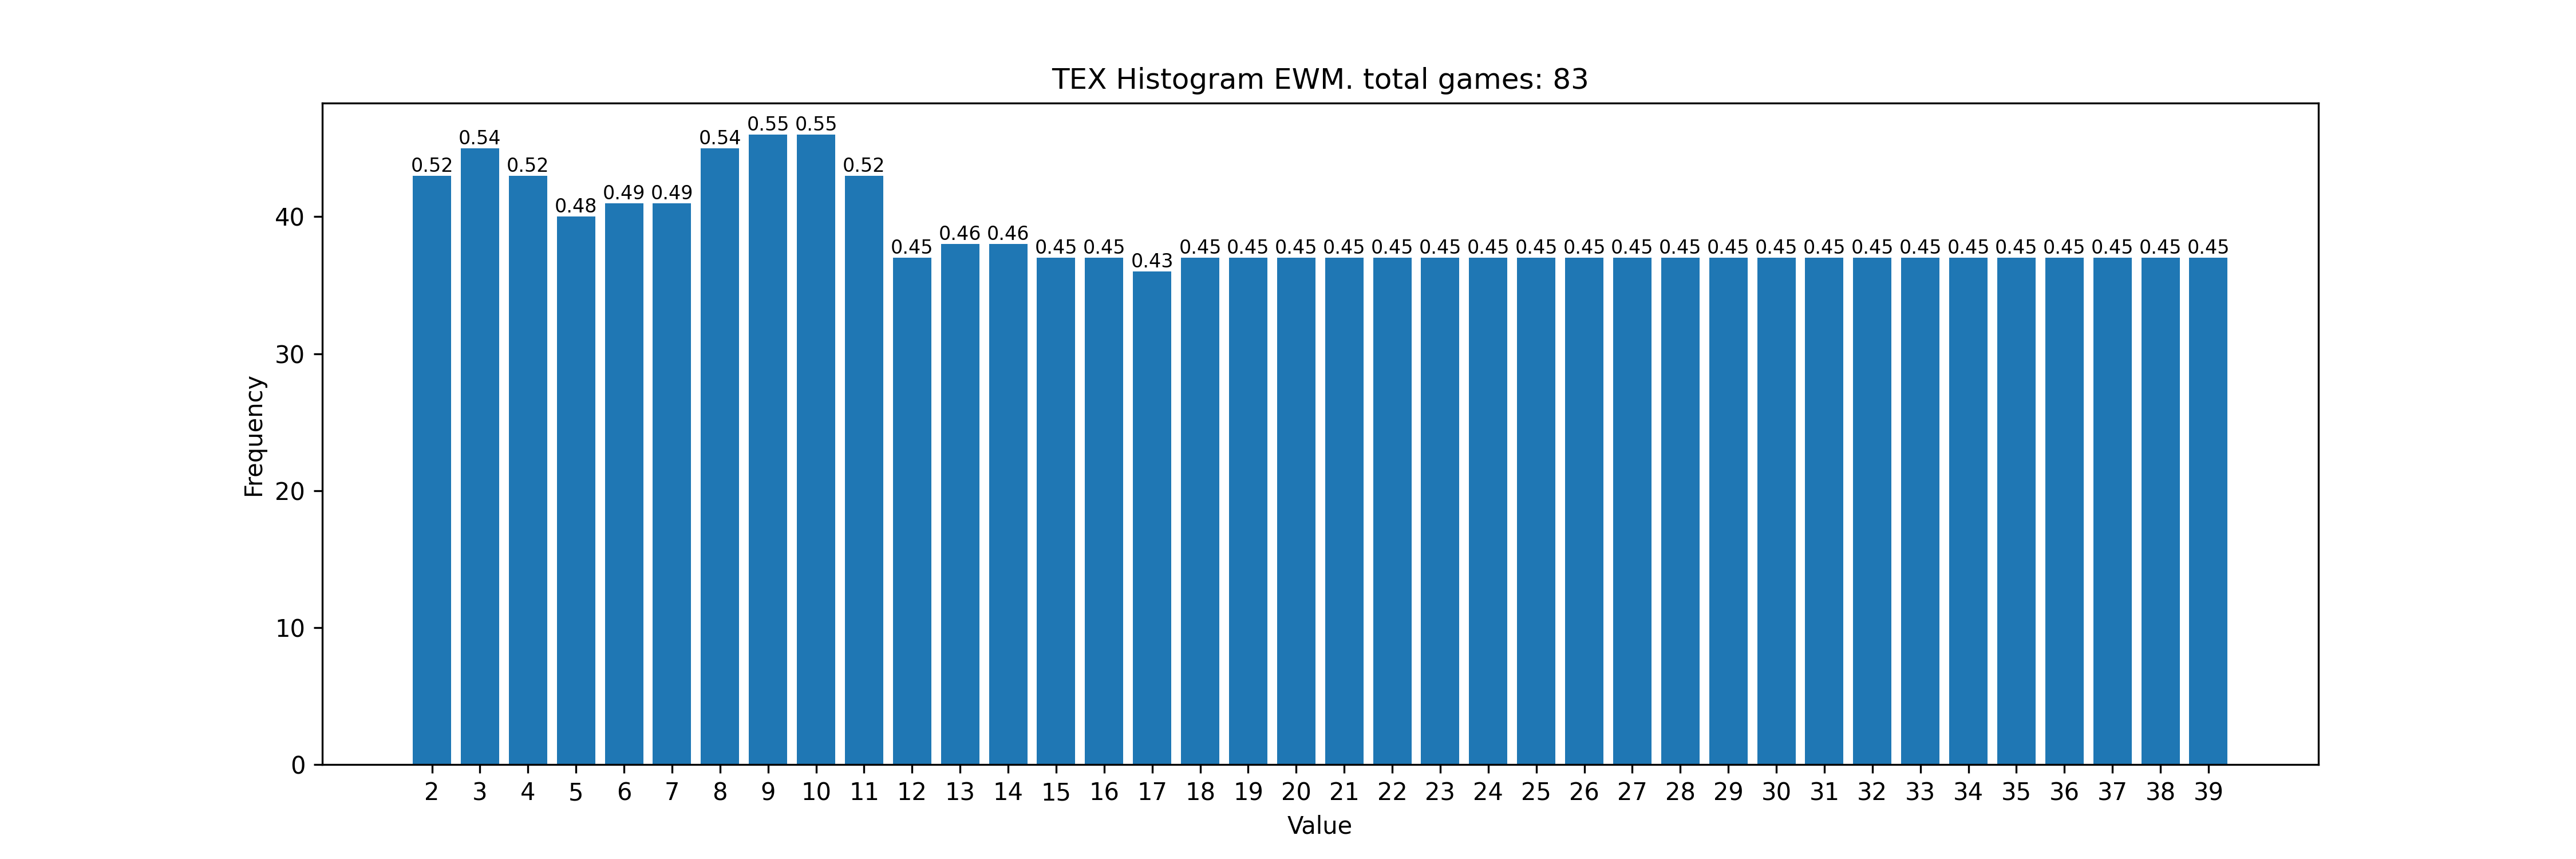 TEX Histogram EWM. total games: 83
0.52 0.54 0.52 0.48 0.49 0.49 0.54 0.55 0.55 0.52 0.45 0.46 0.46 0.45 0.45 0.43 0.45 0.45 0.45 0.45 0.45 0.45 0.45 0.45 0.45 0.45 0.45 0.45 0.45 0.45 0.45 0.45 0.45 0.45 0.45 0.45 0.45 0.45
Frequency
40
30
20
10
0
2 3 4 5 6 7 8 9 10 11 12 13 14 15 16 17 18 19 20 21 22 23 24 25 26 27 28 29 30 31 32 33 34 35 36 37 38 39
Value